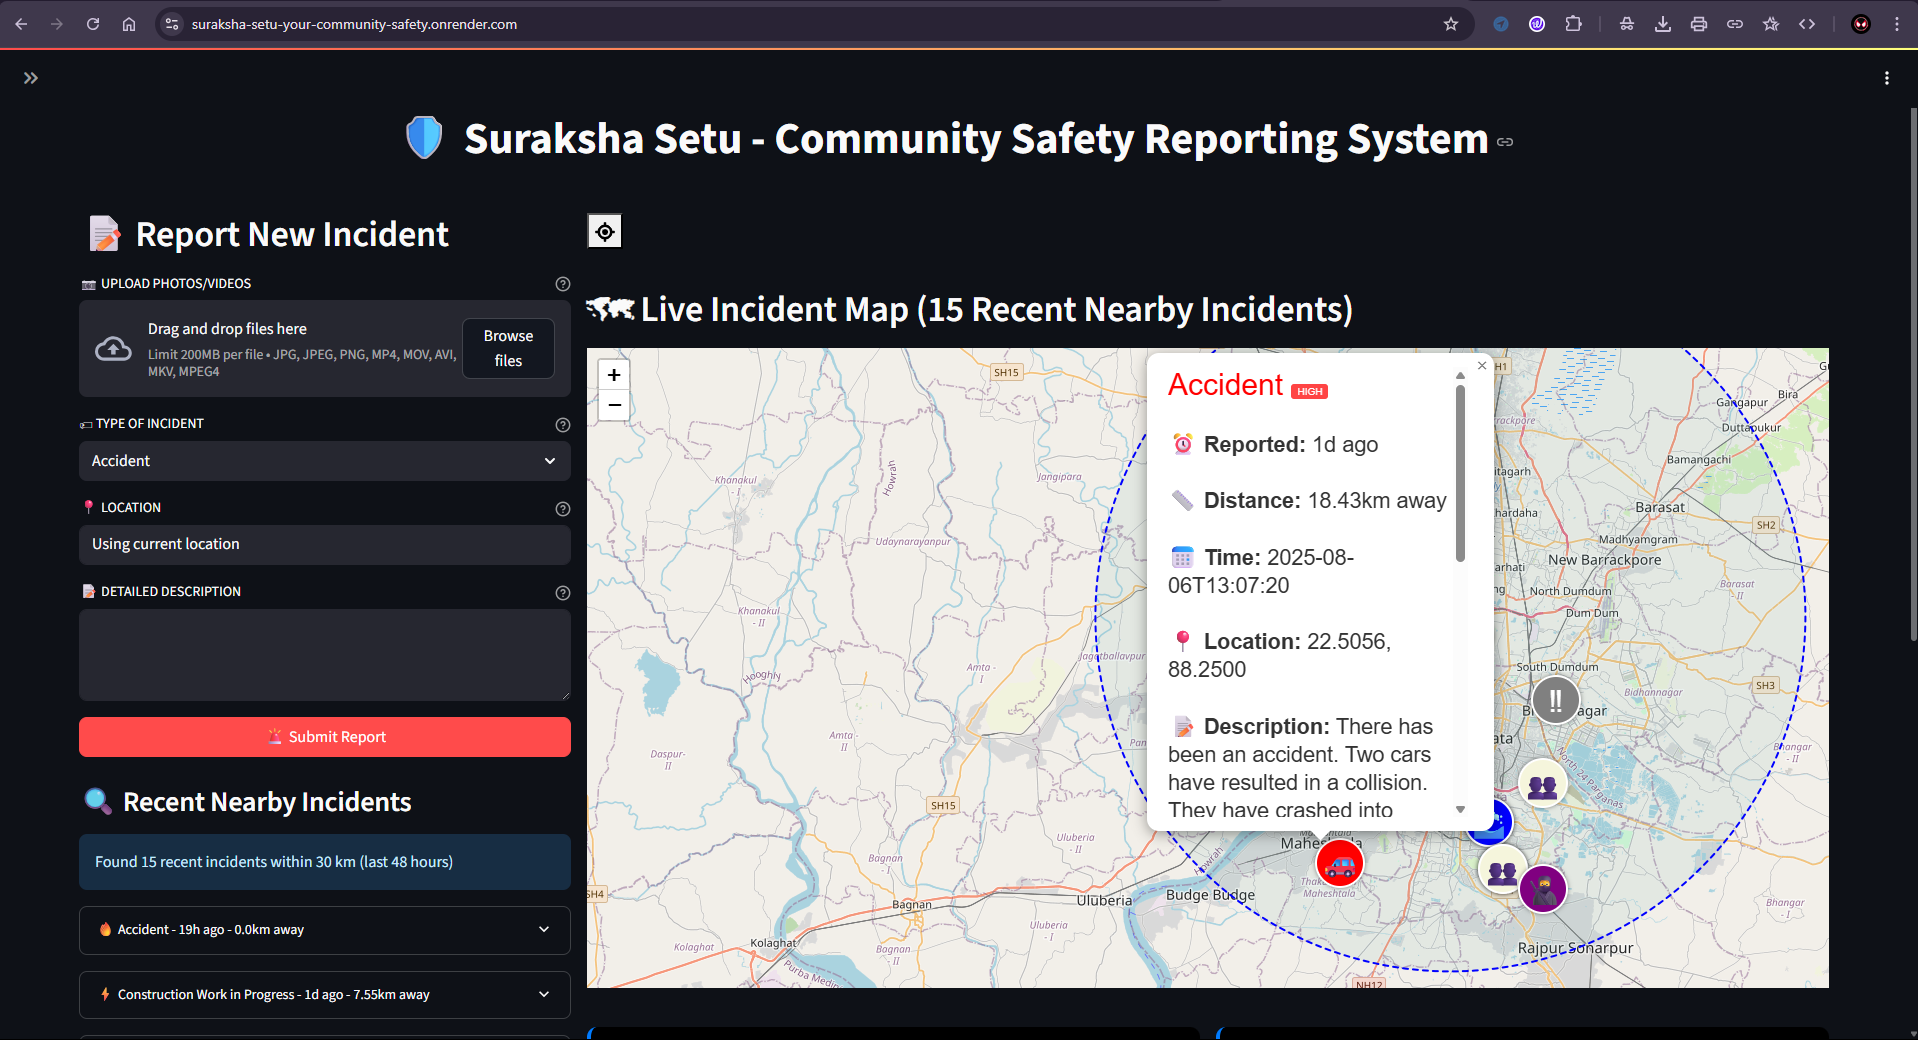 suraksha-setu-your-community-safety.onrender.com
Suraksha Setu - Community Safety Reporting System
Report New Incident
UPLOAD PHOTOS/VIDEOS
Drag and drop files here
Limit 200MB per file • JPG, JPEG, PNG, MP4, MOV, AVI,
MKV, MPEG4
Browse
files
TYPE OF INCIDENT
Accident
LOCATION
Using current location
DETAILED DESCRIPTION
Submit Report
Recent Nearby Incidents
Found 15 recent incidents within 30 km (last 48 hours)
Accident - 19h ago - 0.0km away
Construction Work in Progress - 1d ago - 7.55km away
Live Incident Map (15 Recent Nearby Incidents)
+
−
Accident HIGH
Reported: 1d ago
Distance: 18.43km away
Time: 2025-08-
06T13:07:20
Location: 22.5056,
88.2500
Description: There has
been an accident. Two cars
have resulted in a collision.
They have crashed into
×
SH15
H1
Gangapur
Bira
Duttapukur
Bamangachi
Khanakul
- I
Howrah
Jangipara
Barasat
SH2
Madhyamgram
Udaynarayanpur
New Barrackpore
North Dumdum
Barasat
- II
Dum Dum
Khanakul
- II
Jagatballavpur
Hooghly
Amta -
I
South Dumdum
Bidhannagar
SH3
Amta -
II
Daspur-
II
Bhangar
- II
North 24 Parganas
SH15
Uluberia
- II
Maheshtala
Bagnan
- I
Howrah
Thakurpukur
Maheshtala
SH4
Bagnan
Uluberia
Budge Budge
Bhangar
- I
Uluberia
- I
Kolaghat
Kolaghat
Bagnan
- II
Rajpur Sonarpur
Purba Medin
NH12